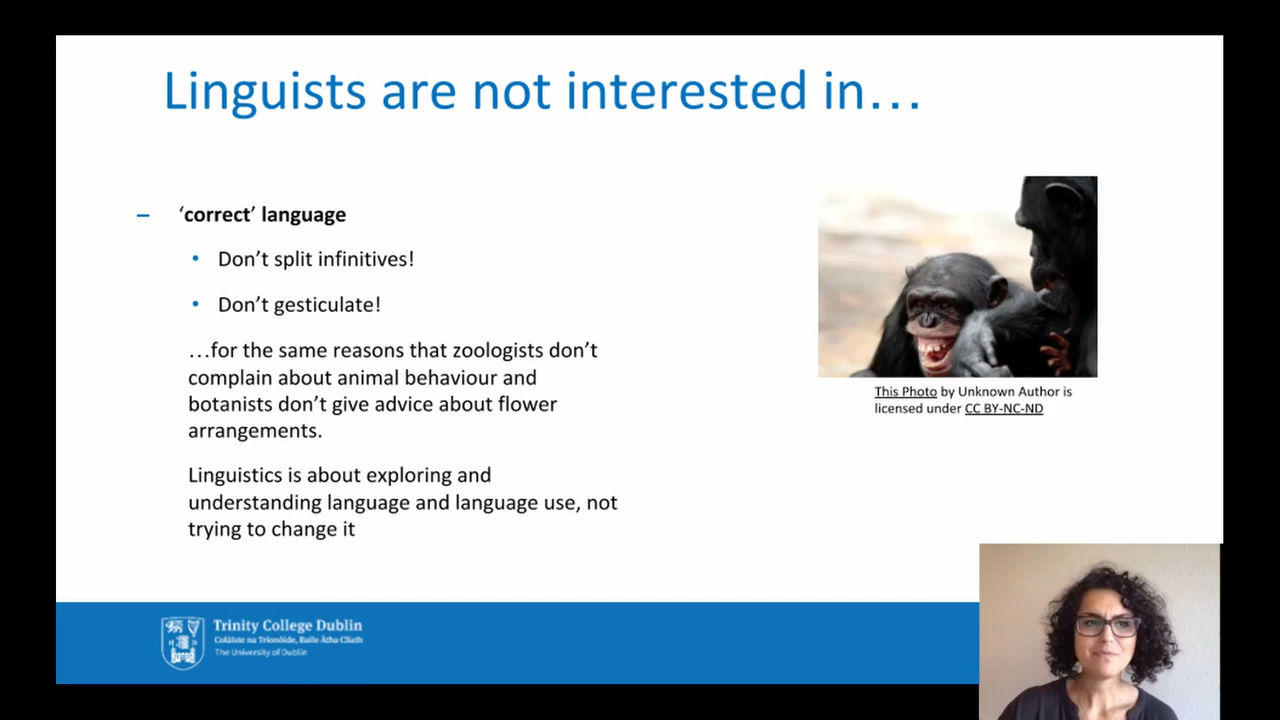 Linguists are not interested in…
– ‘correct’ language
• Don’t split infinitives!
• Don’t gesticulate!
…for the same reasons that zoologists don’t
complain about animal behaviour and
botanists don’t give advice about flower
arrangements.
Linguistics is about exploring and
understanding language and language use, not
trying to change it
This Photo by Unknown Author is
licensed under CC BY-NC-ND
Trinity College Dublin
Coláiste na Tríonóide, Baile Átha Cliath
The University of Dublin